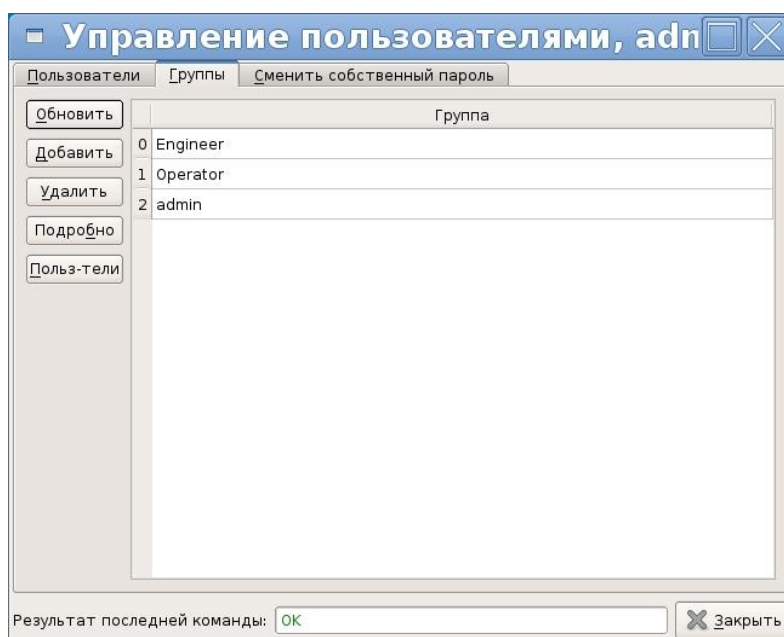 Управление пользователями, adm
Пользователи Группы Сменить собственный пароль
Обновить
Добавить
Удалить
Подробно
Польз-тели
Группа
0 Engineer
1 Operator
2 admin
Результат последней команды: OK
Закрыть